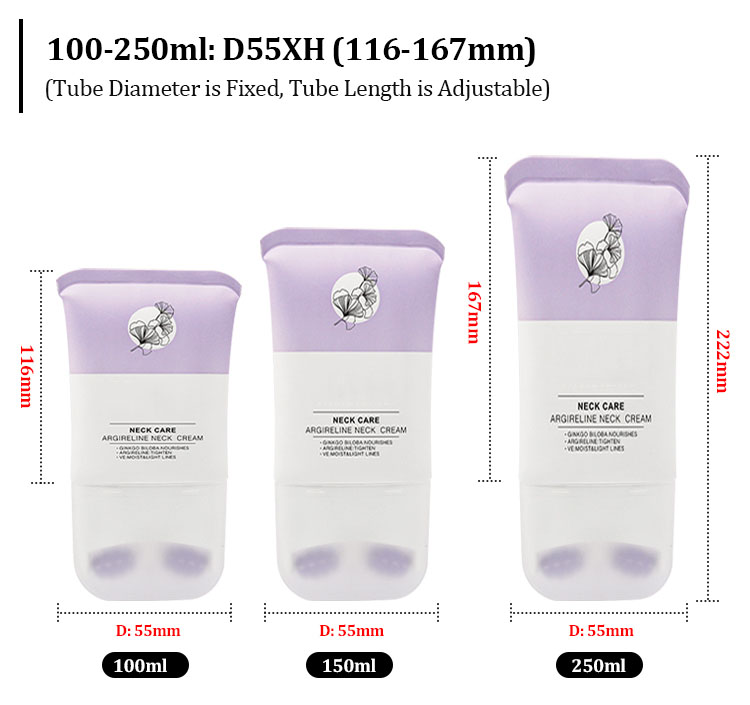 100-250ml: D55XH (116-167mm)
(Tube Diameter is Fixed, Tube Length is Adjustable)
116mm
NECK CARE
ARGIRELINE NECK CREAM
• GINKGO BILOBA:NOURISHES
• ARGIRELINE:TIGHTEN
• VE:MOIST&LIGHT LINES
NECK CARE
ARGIRELINE NECK CREAM
• GINKGO BILOBA:NOURISHES
• ARGIRELINE:TIGHTEN
• VE:MOIST&LIGHT LINES
167mm
NECK CARE
ARGIRELINE NECK CREAM
• GINKGO BILOBA:NOURISHES
• ARGIRELINE:TIGHTEN
• VE:MOIST&LIGHT LINES
222mm
D: 55mm
D: 55mm
D: 55mm
100ml
150ml
250ml